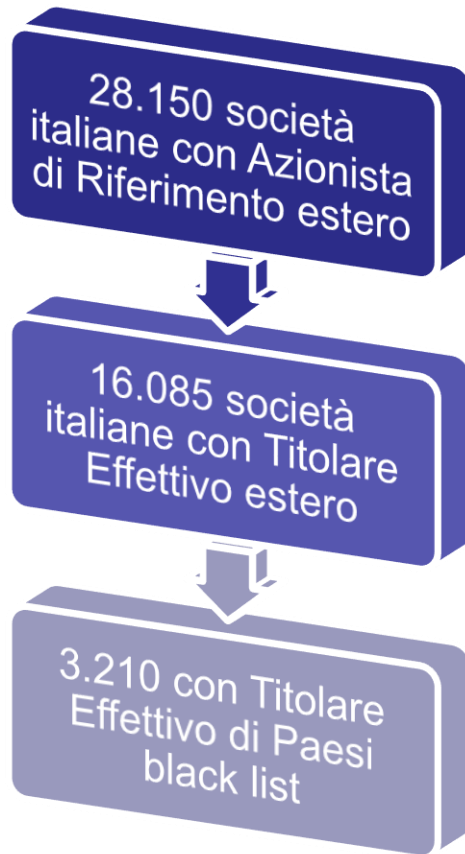 28.150 società
italiane con Azionista
di Riferimento estero
16.085 società
italiane con Titolare
Effettivo estero
3.210 con Titolare
Effettivo di Paesi
black list